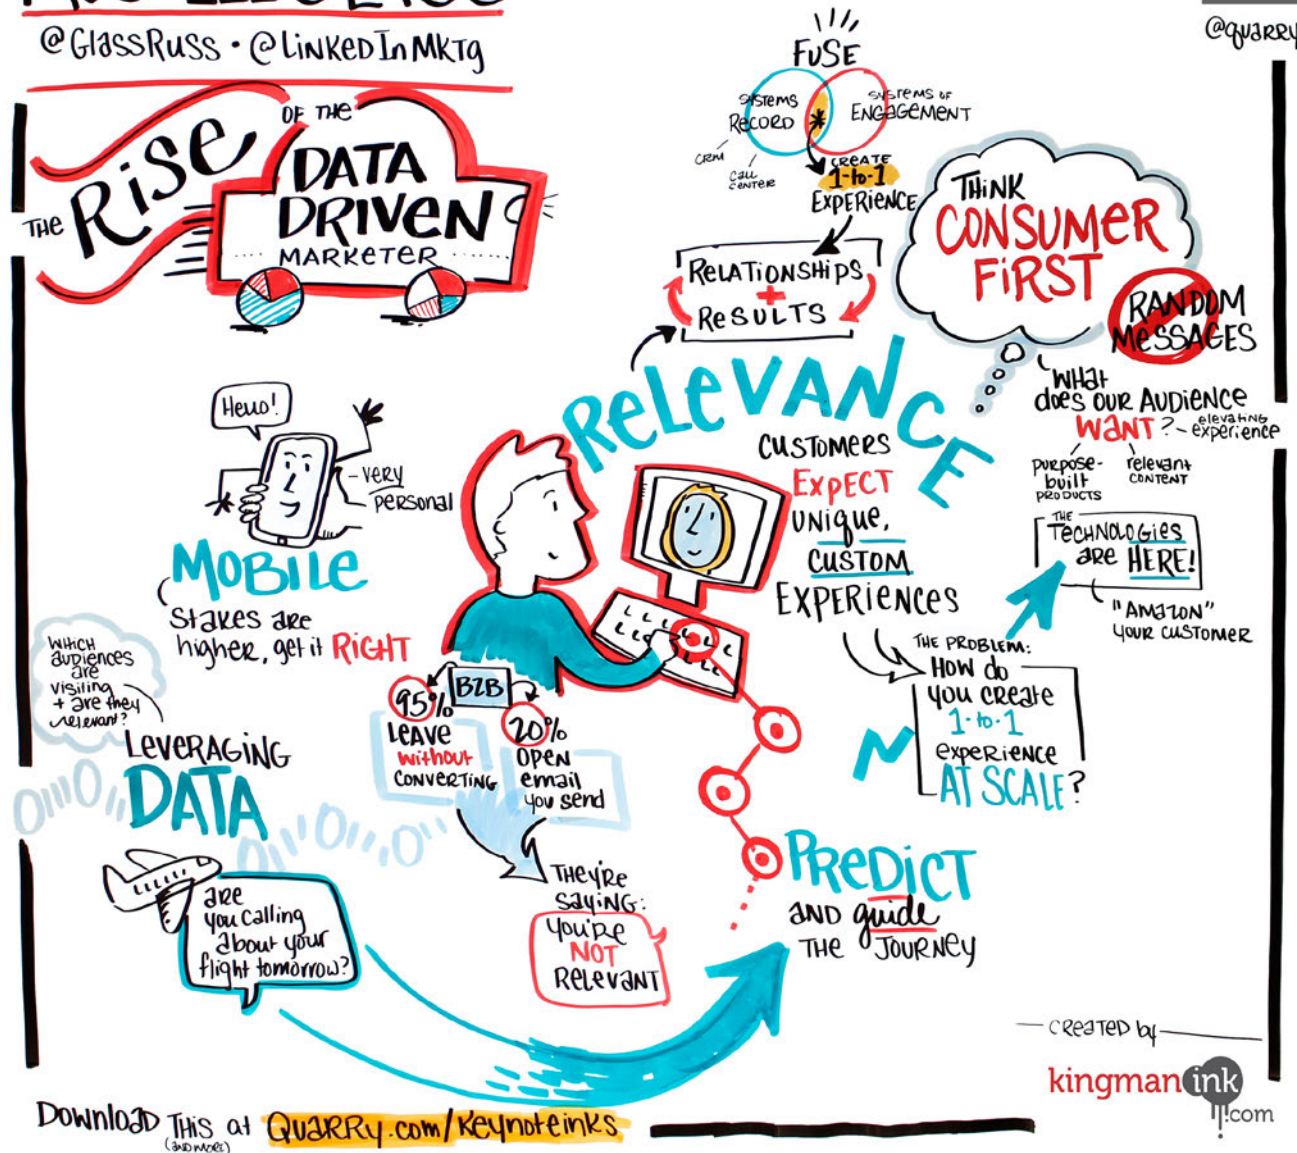 @GlassRuss • @LinkedInMktg
@quarry
THE RISE
OF THE
DATA
DRIVEN
MARKETER
FUSE
SYSTEMS
RECORD
SYSTEMS OF
ENGAGEMENT
CRM
CALL
CENTER
CREATE
1-to-1
EXPERIENCE
RELATIONSHIPS
+
RESULTS
THINK
CONSUMER
FIRST
RANDOM
MESSAGES
WHAT
does OUR AUDIENCE
WANT? - elevating
experience
purpose-
built
PRODUCTS
relevant
CONTENT
THE
TECHNOLOGIES
are HERE!
"AMAZON"
YOUR CUSTOMER
RELEVANCE
CUSTOMERS
EXPECT
UNIQUE,
CUSTOM
EXPERIENCES
THE PROBLEM:
HOW do
you create
1-to-1
experience
AT SCALE?
Hello!
- very
personal
MOBILE
Stakes are
higher, get it RIGHT
WHICH
audiences
are
visiting
+ are they
relevant?
LEVERAGING
DATA
are
you calling
about your
flight tomorrow?
B2B
95%
LEAVE
without
CONVERTING
20%
OPEN
email
you send
THEY'RE
SAYING:
YOU'RE
NOT
RELEVANT
PREDICT
AND guide
THE JOURNEY
CREATED by
kingman ink
.com
DOWNLOAD THIS at QUARRY.com/Keynoteinks
(AND MORE)